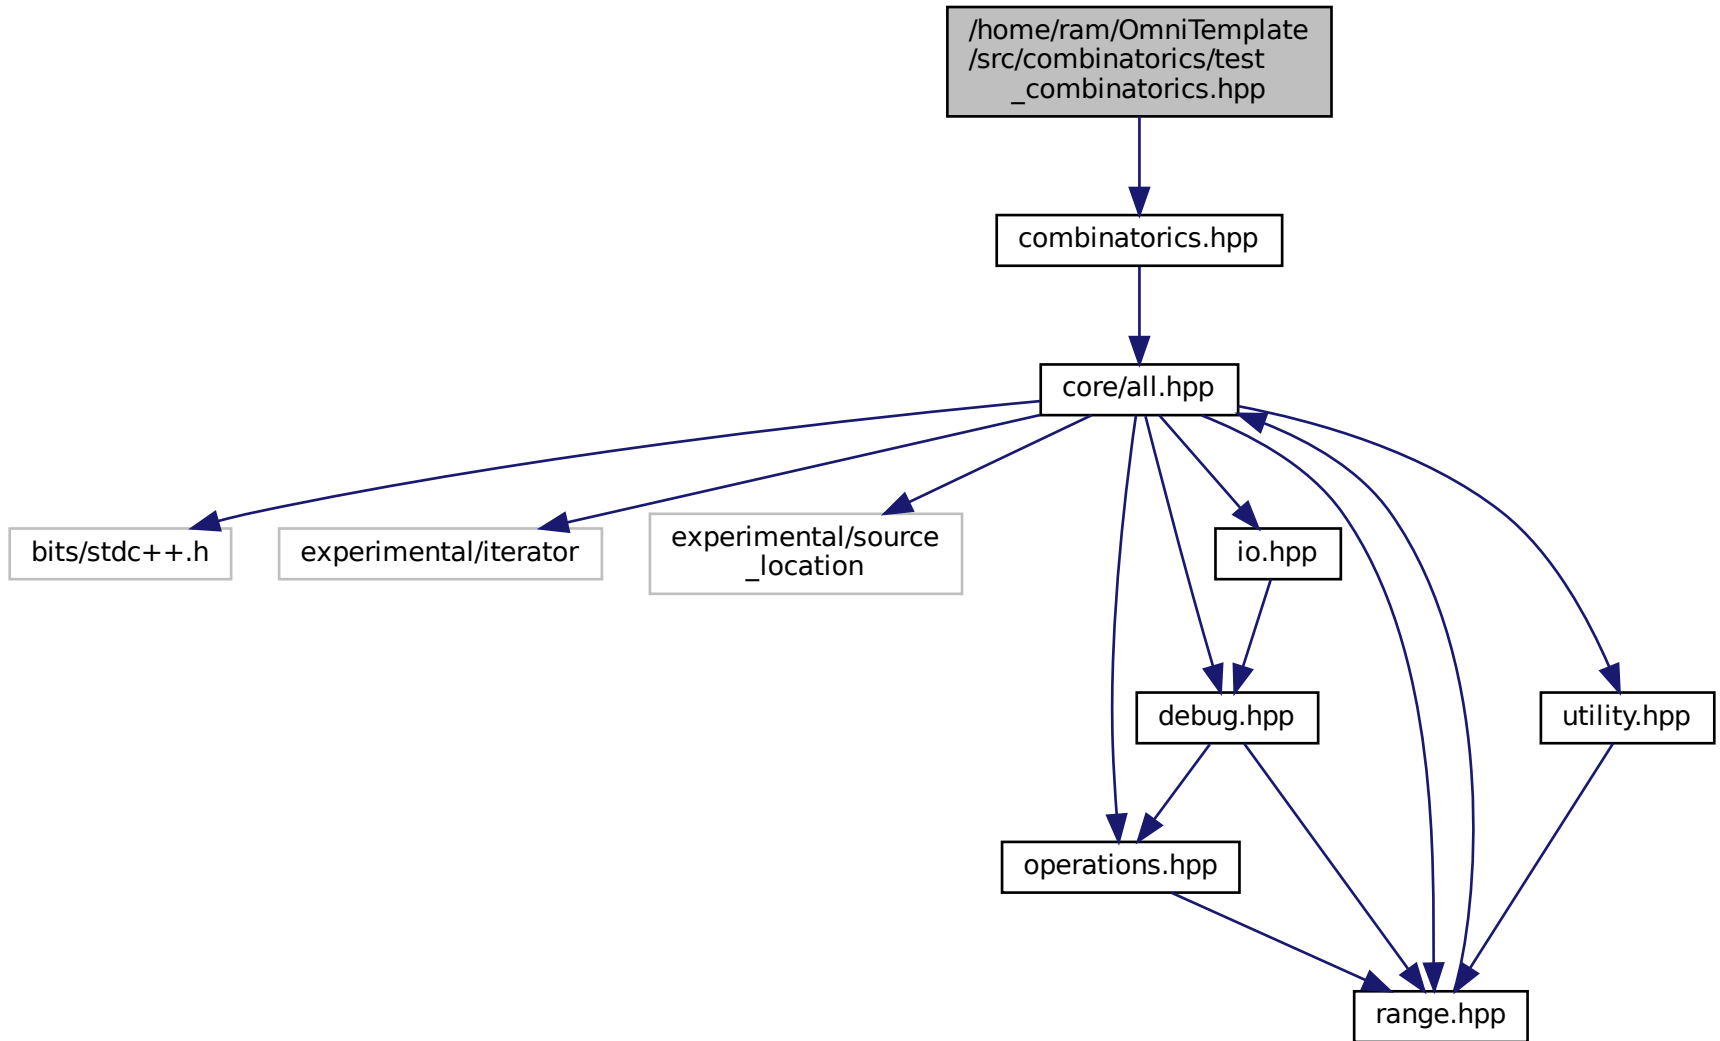 /home/ram/OmniTemplate
/src/combinatorics/test
_combinatorics.hpp
combinatorics.hpp
core/all.hpp
bits/stdc++.h
experimental/iterator
experimental/source
_location
io.hpp
debug.hpp
utility.hpp
operations.hpp
range.hpp